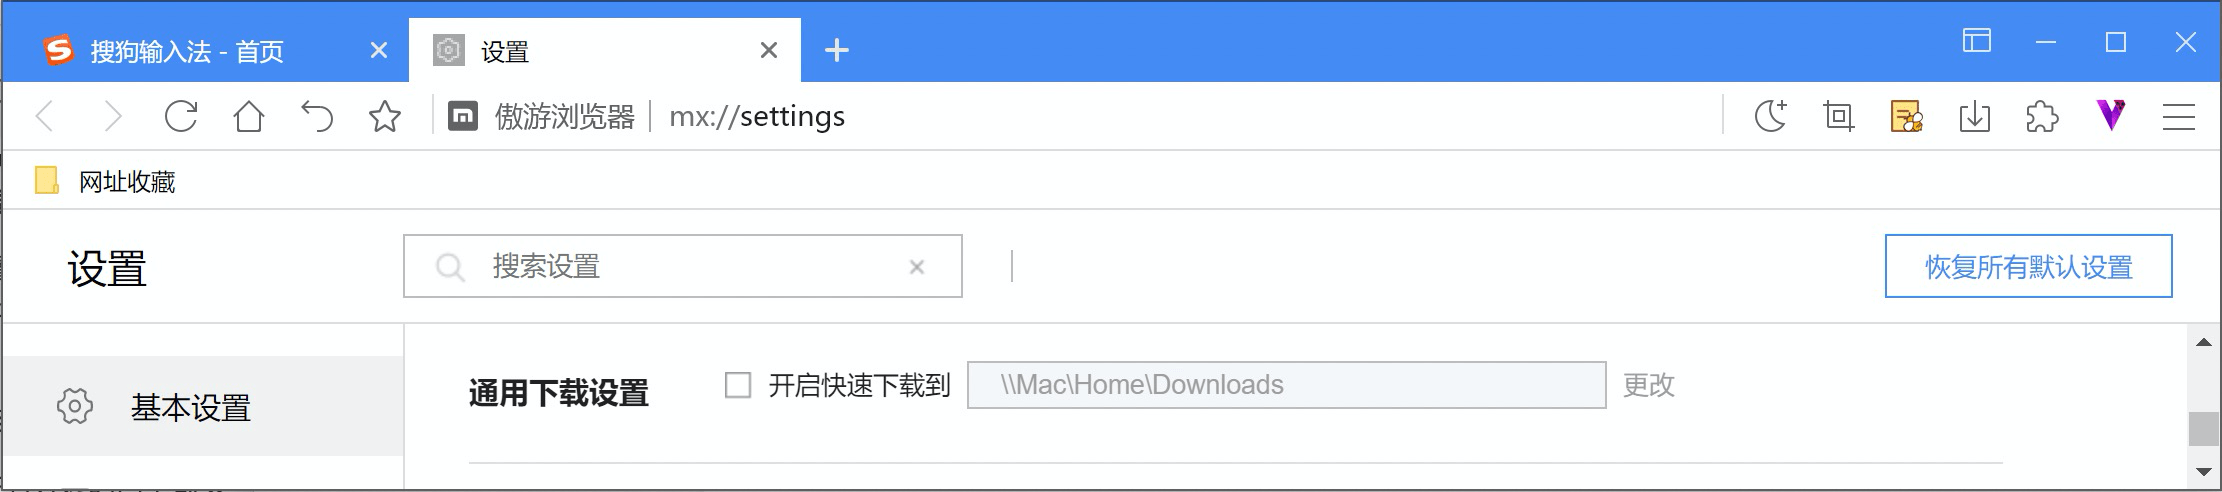 搜狗输入法 - 首页
设置
傲游浏览器
mx://settings
网址收藏
设置
搜索设置
恢复所有默认设置
基本设置
通用下载设置
开启快速下载到
\\Mac\Home\Downloads
更改